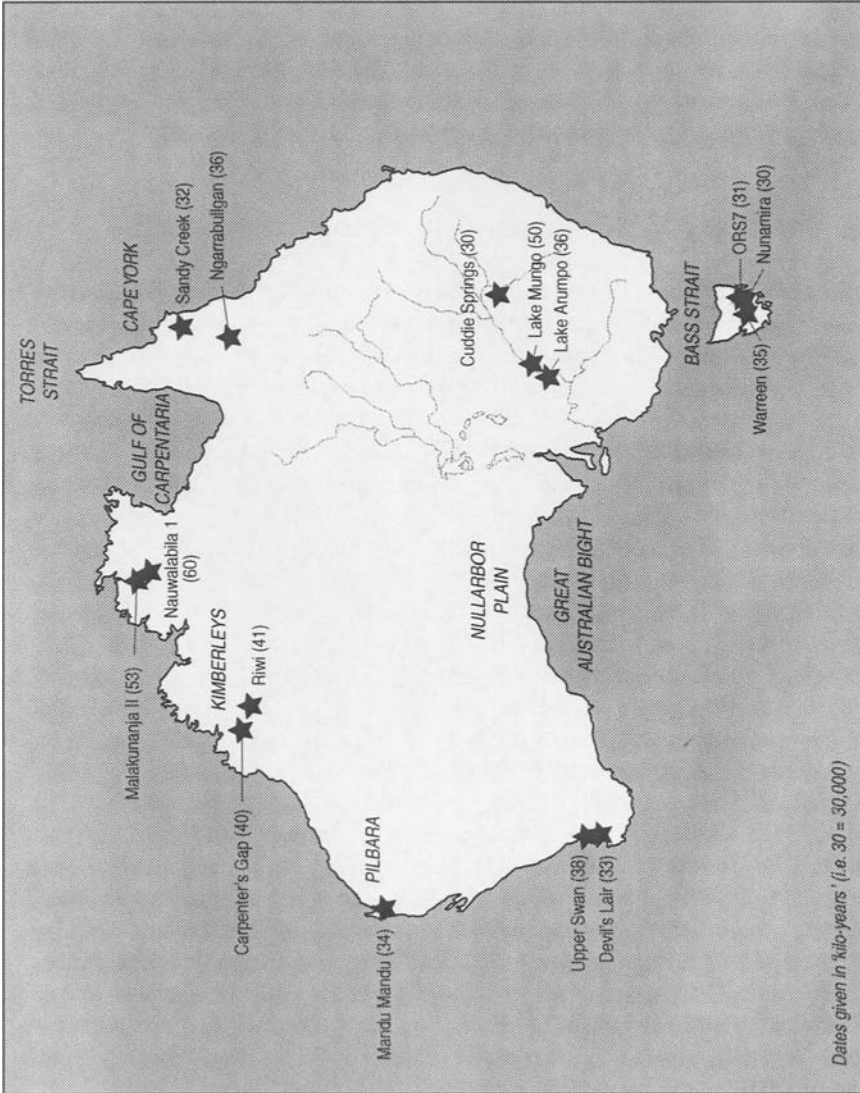 TORRES
STRAIT
CAPE YORK
Sandy Creek (32)
Ngarrabullgan (36)
GULF OF
CARPENTARIA
Malakunanja II (53)
Nauwalabila 1
(60)
KIMBERLEYS
Riwi (41)
Carpenter's Gap (40)
PILBARA
Mandu Mandu (34)
Cuddie Springs (30)
Lake Mungo (50)
Lake Arumpo (36)
NULLARBOR
PLAIN
GREAT
AUSTRALIAN BIGHT
Upper Swan (38)
Devil's Lair (33)
BASS STRAIT
ORS7 (31)
Nunamira (30)
Warreen (35)
Dates given in 'kilo-years' (i.e. 30 = 30,000)